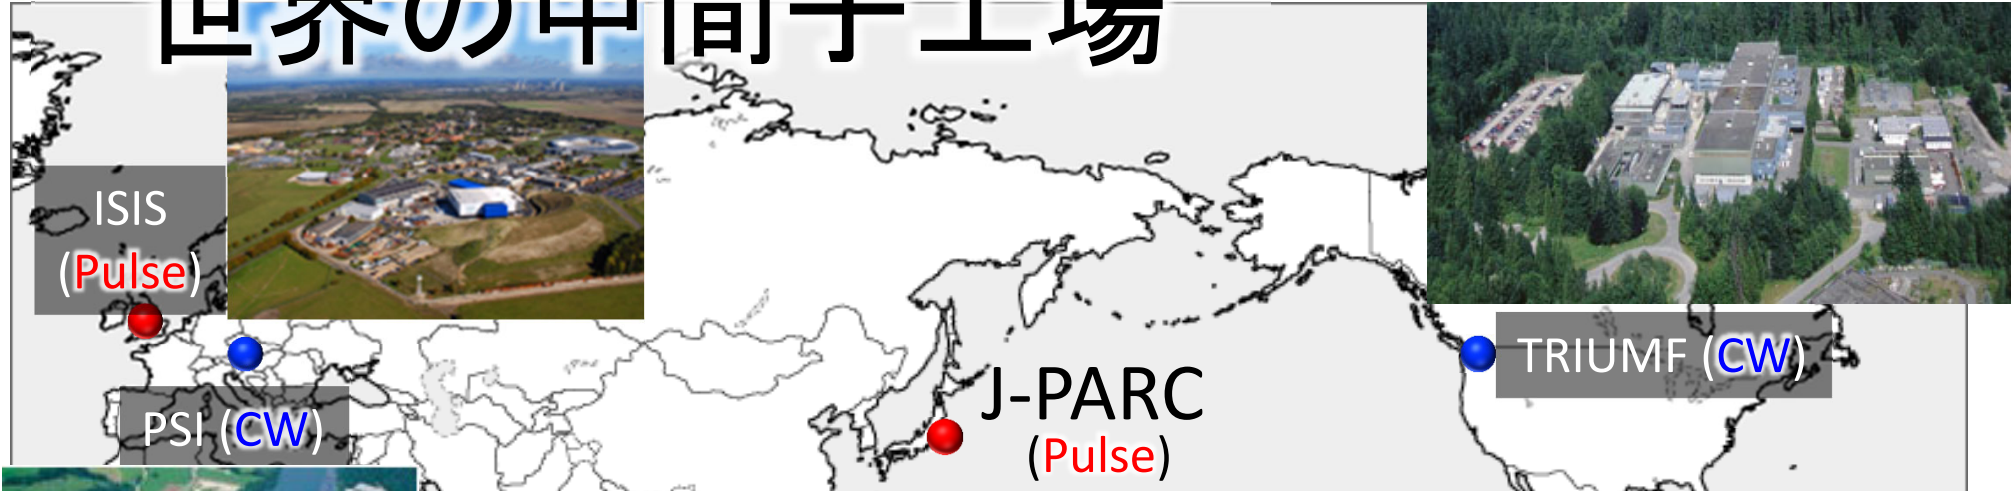 世界の中間子工場
ISIS
(Pulse)
TRIUMF (CW)
PSI (CW)
J-PARC
(Pulse)